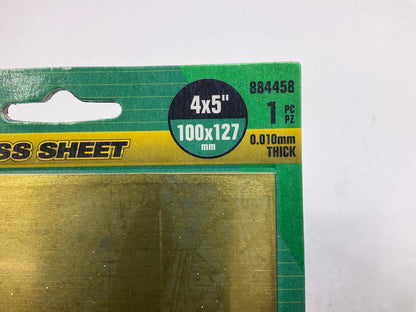 4x5"
100x127
mm
884458
1 PC
PZ
0.010mm
THICK
SS SHEET